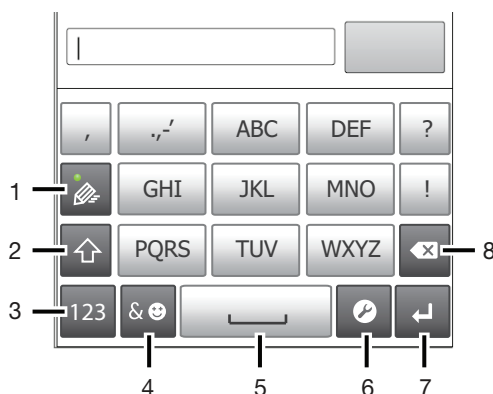 , .,-' ABC DEF ?
1 GHI JKL MNO !
2 PQRS TUV WXYZ 8
3 123 &
4 5 6 7